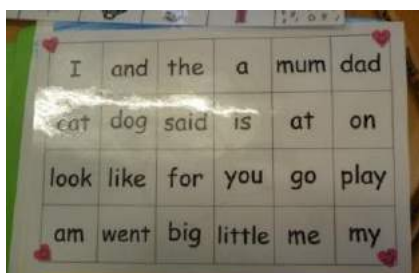 I and the a mum dad
cat dog said is at on
look like for you go play
am went big little me my